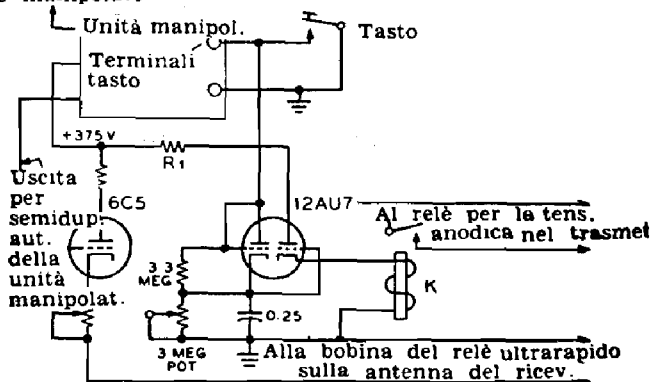 Unità manipol.
Tasto
Terminali
tasto
+375 V
R1
Uscita
per
semidup.
aut.
della
unità
manipolat.
6C5
12AU7
Al relè per la tens.
anodica nel trasmet
3 3
MEG
K
0.25
3 MEG
POT
Alla bobina del relè ultrarapido
sulla antenna del ricev.